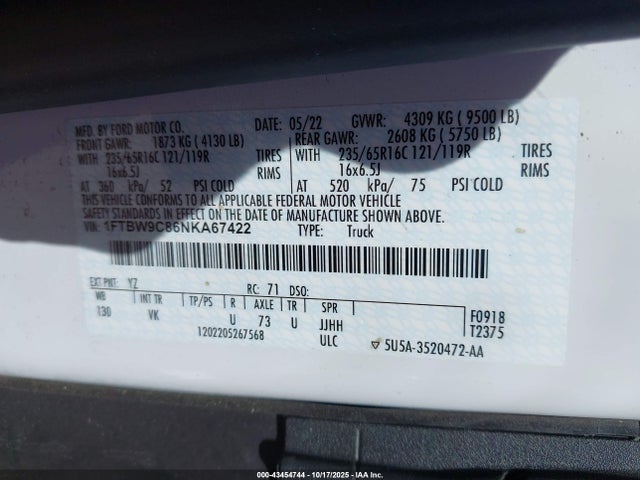 MFD. BY FORD MOTOR CO. DATE: 05/22 GVWR: 4309 KG ( 9500 LB)
FRONT GAWR: 1873 KG ( 4130 LB) REAR GAWR: 2608 KG ( 5750 LB)
WITH 235/65R16C 121/119R TIRES WITH 235/65R16C 121/119R TIRES
16x6.5J RIMS 16x6.5J RIMS
AT 360 kPa/ 52 PSI COLD AT 520 kPa/ 75 PSI COLD
THIS VEHICLE CONFORMS TO ALL APPLICABLE FEDERAL MOTOR VEHICLE
SAFETY STANDARDS IN EFFECT ON THE DATE OF MANUFACTURE SHOWN ABOVE.
VIN: 1FTBW9C86NKA67422 TYPE: Truck
EXT PNT: YZ RC: 71 DSO:
WB INT TR TP/PS R AXLE TR SPR
130 VK U 73 U JJHH
1202205267568 ULC
F0918
T2375
5U5A-3520472-AA
000-43454744 | 10/17/2025 | IAA Inc.